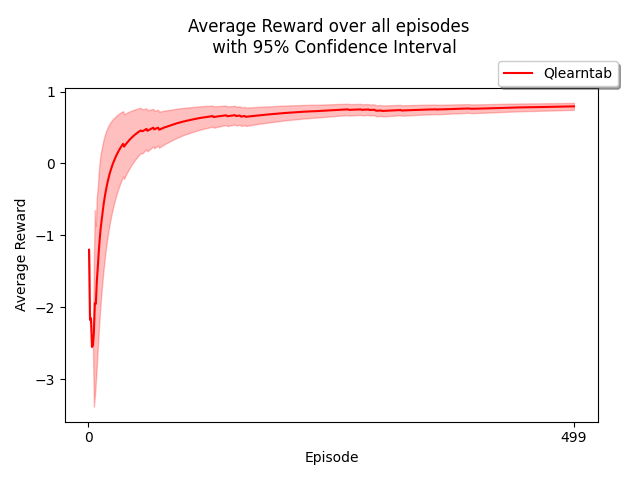 Average Reward over all episodes
with 95% Confidence Interval
Qlearntab
1
0
−1
−2
−3
Average Reward
0
499
Episode